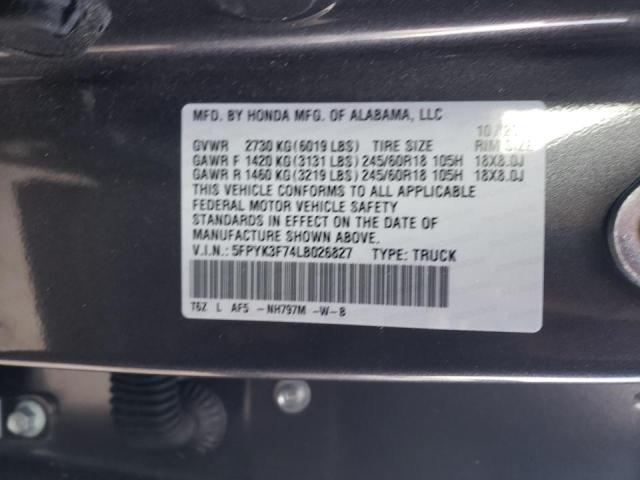 MFD. BY HONDA MFG. OF ALABAMA, LLC
GVWR 2730 KG(6019 LBS) TIRE SIZE RIM SIZE
GAWR F 1420 KG(3131 LBS) 245/60R18 105H 18X8.0J
GAWR R 1460 KG(3219 LBS) 245/60R18 105H 18X8.0J
THIS VEHICLE CONFORMS TO ALL APPLICABLE
FEDERAL MOTOR VEHICLE SAFETY
STANDARDS IN EFFECT ON THE DATE OF
MANUFACTURE SHOWN ABOVE.
V.I.N.: 5FPYK3F74LB026827 TYPE: TRUCK
T6Z L AF5 -NH797M -W-B